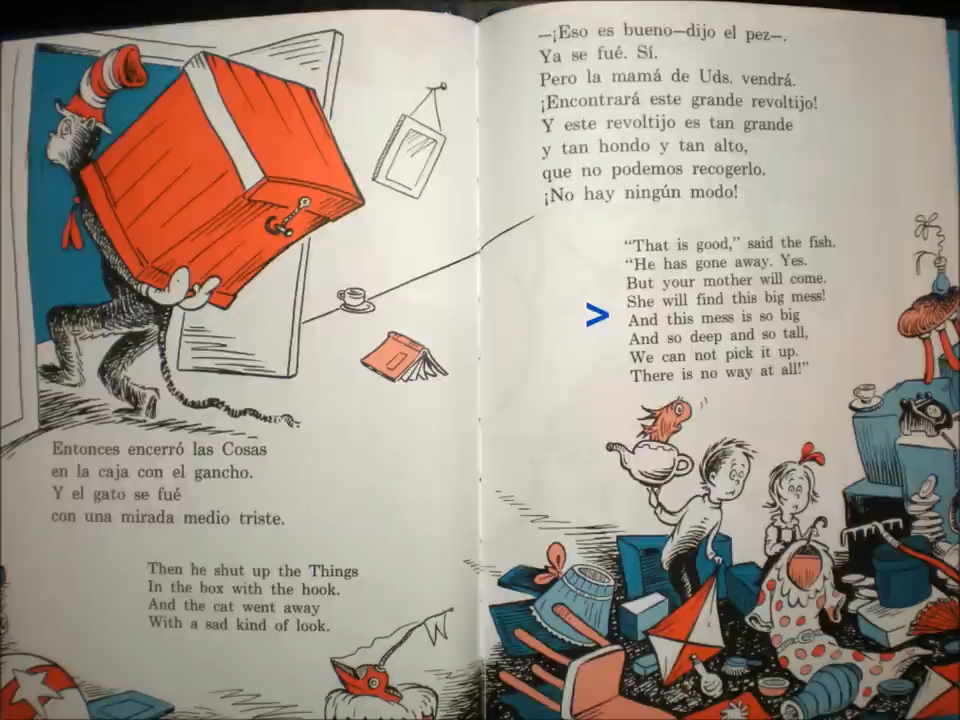 Entonces encerró las Cosas
en la caja con el gancho.
Y el gato se fué
con una mirada medio triste.
Then he shut up the Things
In the box with the hook.
And the cat went away
With a sad kind of look.
—¡Eso es bueno—dijo el pez—.
Ya se fué. Sí.
Pero la mamá de Uds. vendrá.
¡Encontrará este grande revoltijo!
Y este revoltijo es tan grande
y tan hondo y tan alto,
que no podemos recogerlo.
¡No hay ningún modo!
"That is good," said the fish.
"He has gone away. Yes.
But your mother will come.
She will find this big mess!
> And this mess is so big
And so deep and so tall,
We can not pick it up.
There is no way at all!"